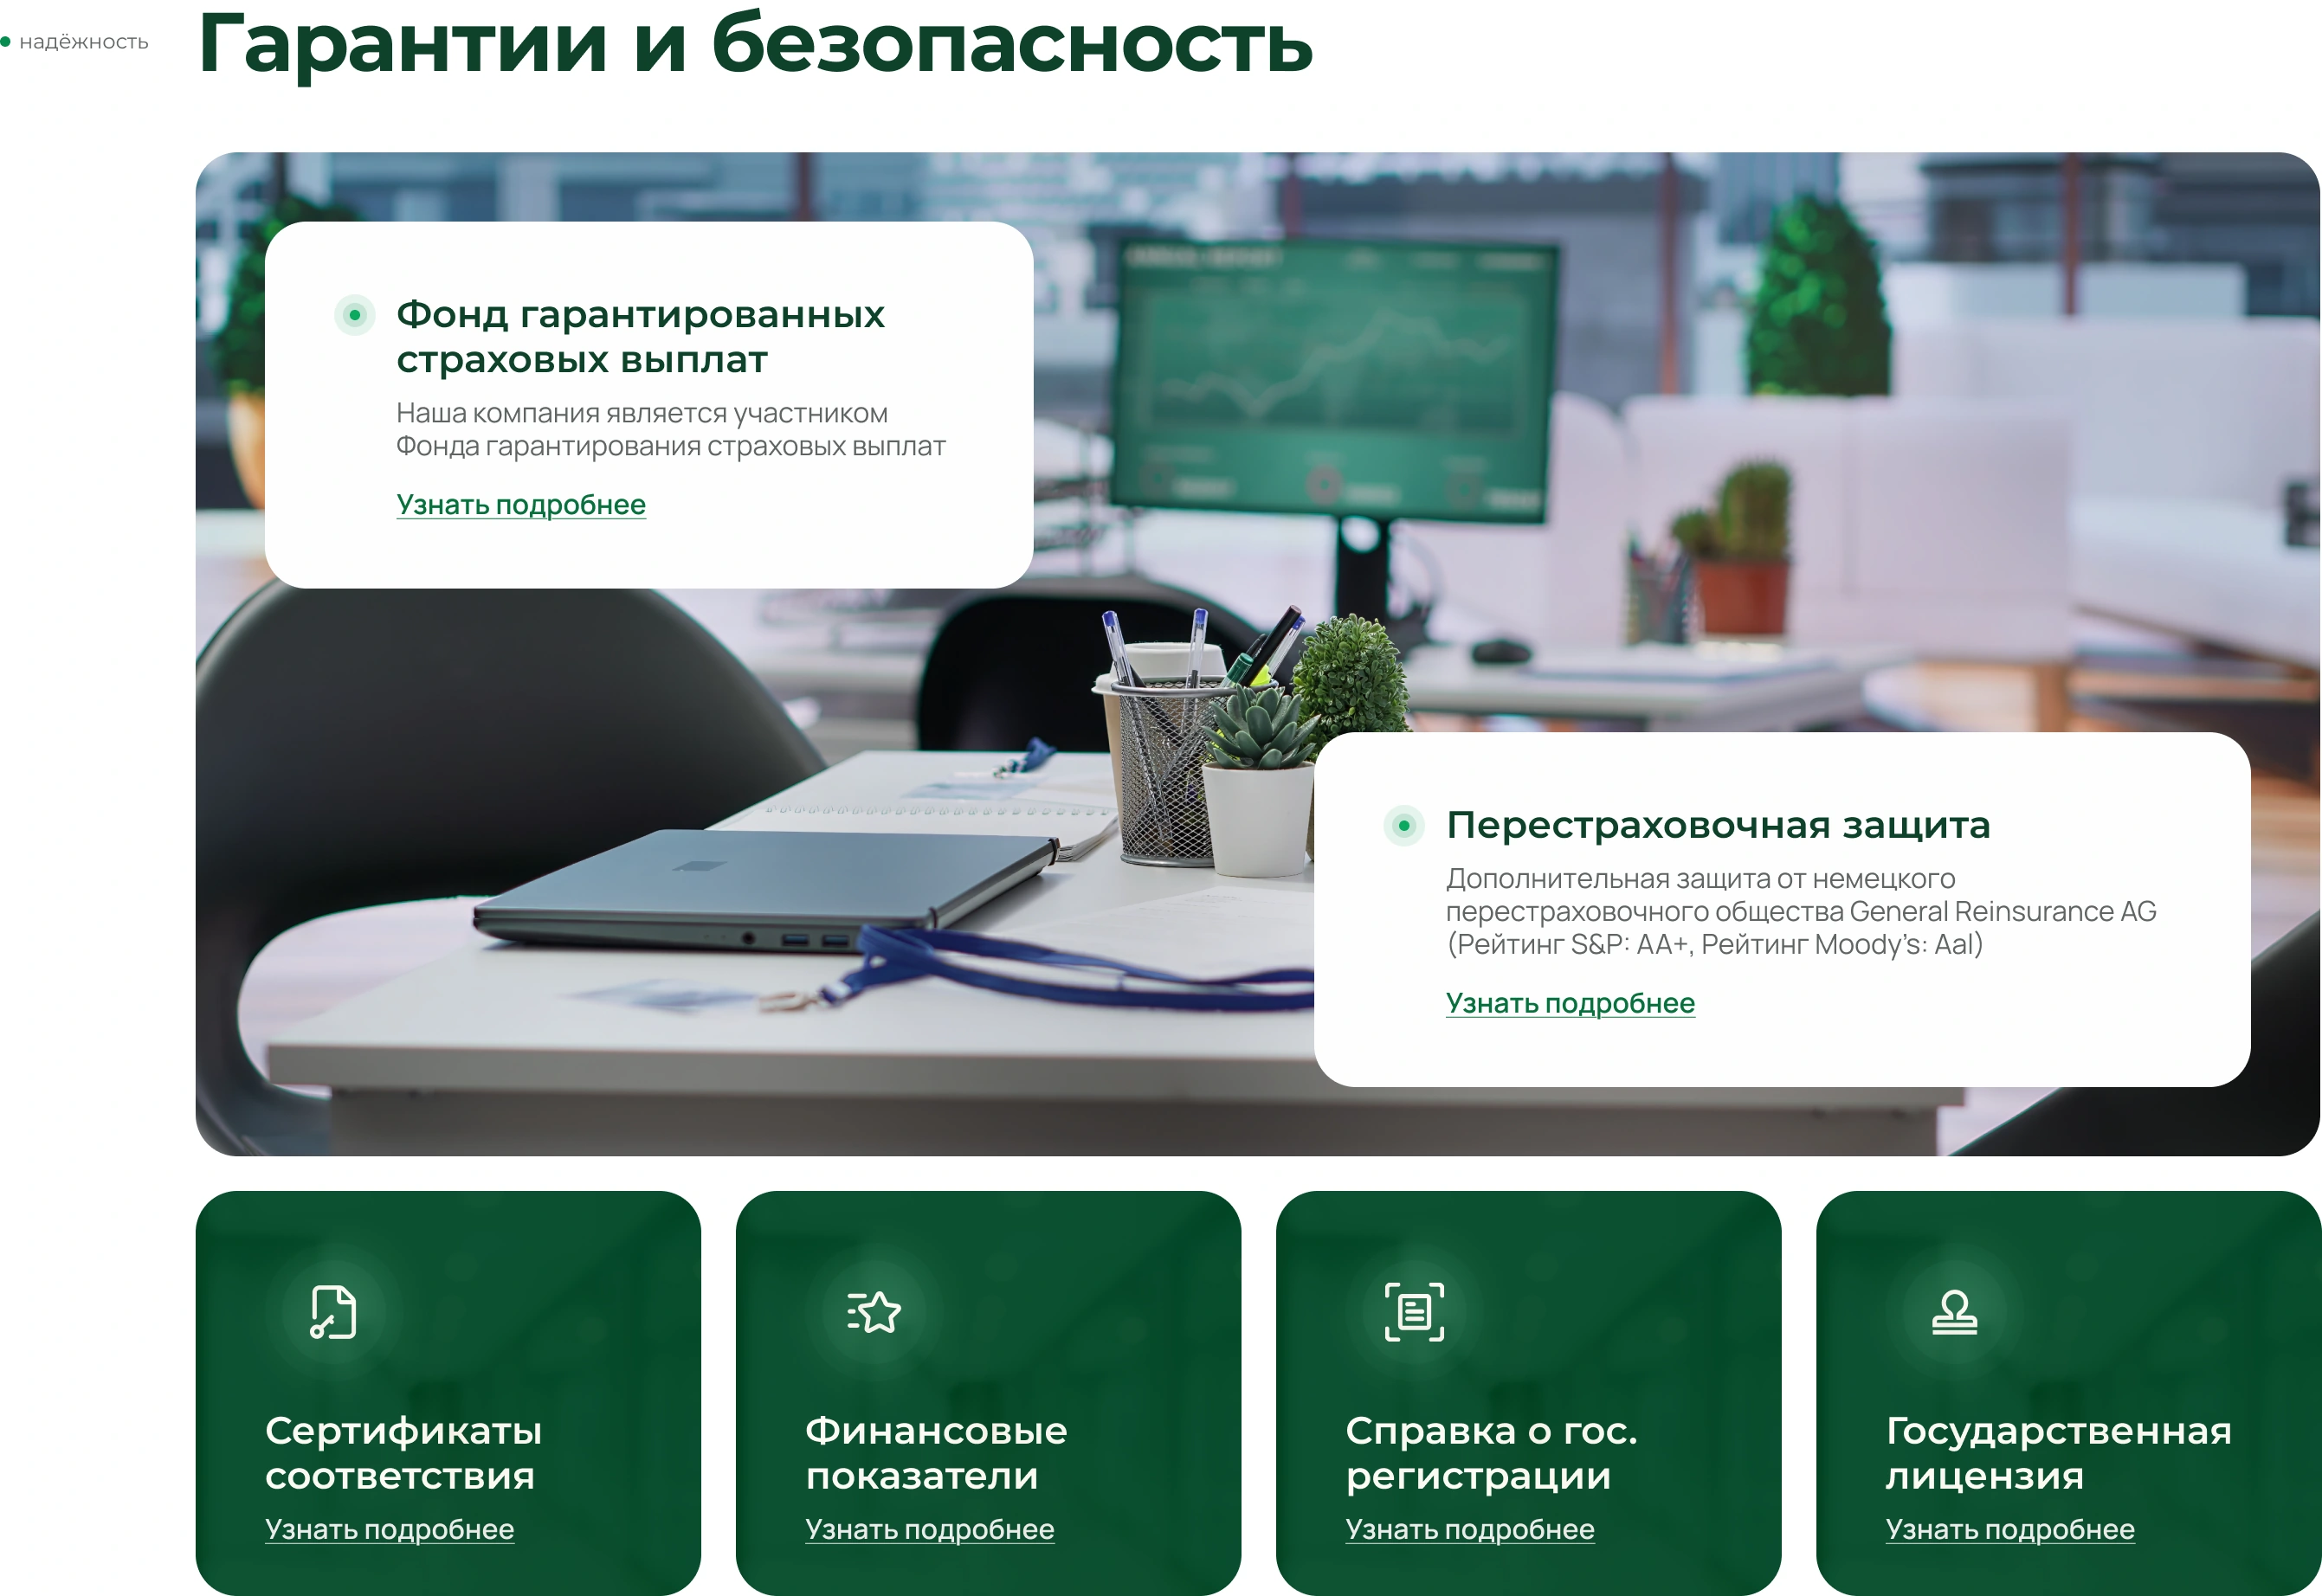 надёжность
Гарантии и безопасность
Фонд гарантированных
страховых выплат
Наша компания является участником
Фонда гарантирования страховых выплат
Узнать подробнее
Перестраховочная защита
Дополнительная защита от немецкого
перестраховочного общества General Reinsurance AG
(Рейтинг S&P: AA+, Рейтинг Moody’s: Aal)
Узнать подробнее
Сертификаты
соответствия
Узнать подробнее
Финансовые
показатели
Узнать подробнее
Справка о гос.
регистрации
Узнать подробнее
Государственная
лицензия
Узнать подробнее